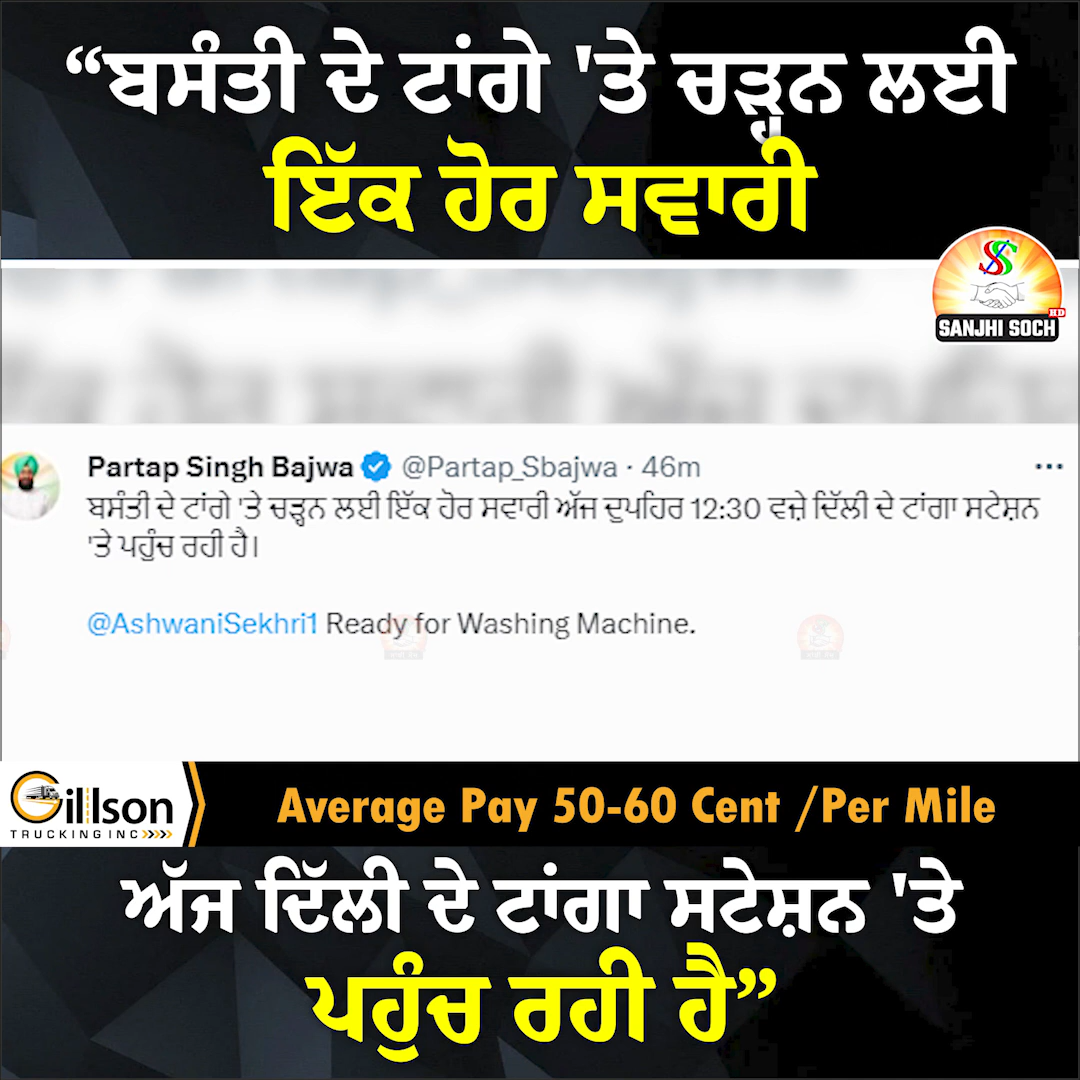 “ਬਸੰਤੀ ਦੇ ਟਾਂਗੇ 'ਤੇ ਚੜ੍ਹਨ ਲਈ
ਇੱਕ ਹੋਰ ਸਵਾਰੀ
SS
SANJHI SOCH HD
Partap Singh Bajwa @Partap_Sbajwa · 46m
ਬਸੰਤੀ ਦੇ ਟਾਂਗੇ 'ਤੇ ਚੜ੍ਹਨ ਲਈ ਇੱਕ ਹੋਰ ਸਵਾਰੀ ਅੱਜ ਦੁਪਹਿਰ 12:30 ਵਜ਼ੇ ਦਿੱਲੀ ਦੇ ਟਾਂਗਾ ਸਟੇਸ਼ਨ
'ਤੇ ਪਹੁੰਚ ਰਹੀ ਹੈ।
@AshwaniSekhri1 Ready for Washing Machine.
Gillson
TRUCKING INC
Average Pay 50-60 Cent /Per Mile
ਅੱਜ ਦਿੱਲੀ ਦੇ ਟਾਂਗਾ ਸਟੇਸ਼ਨ 'ਤੇ
ਪਹੁੰਚ ਰਹੀ ਹੈ”